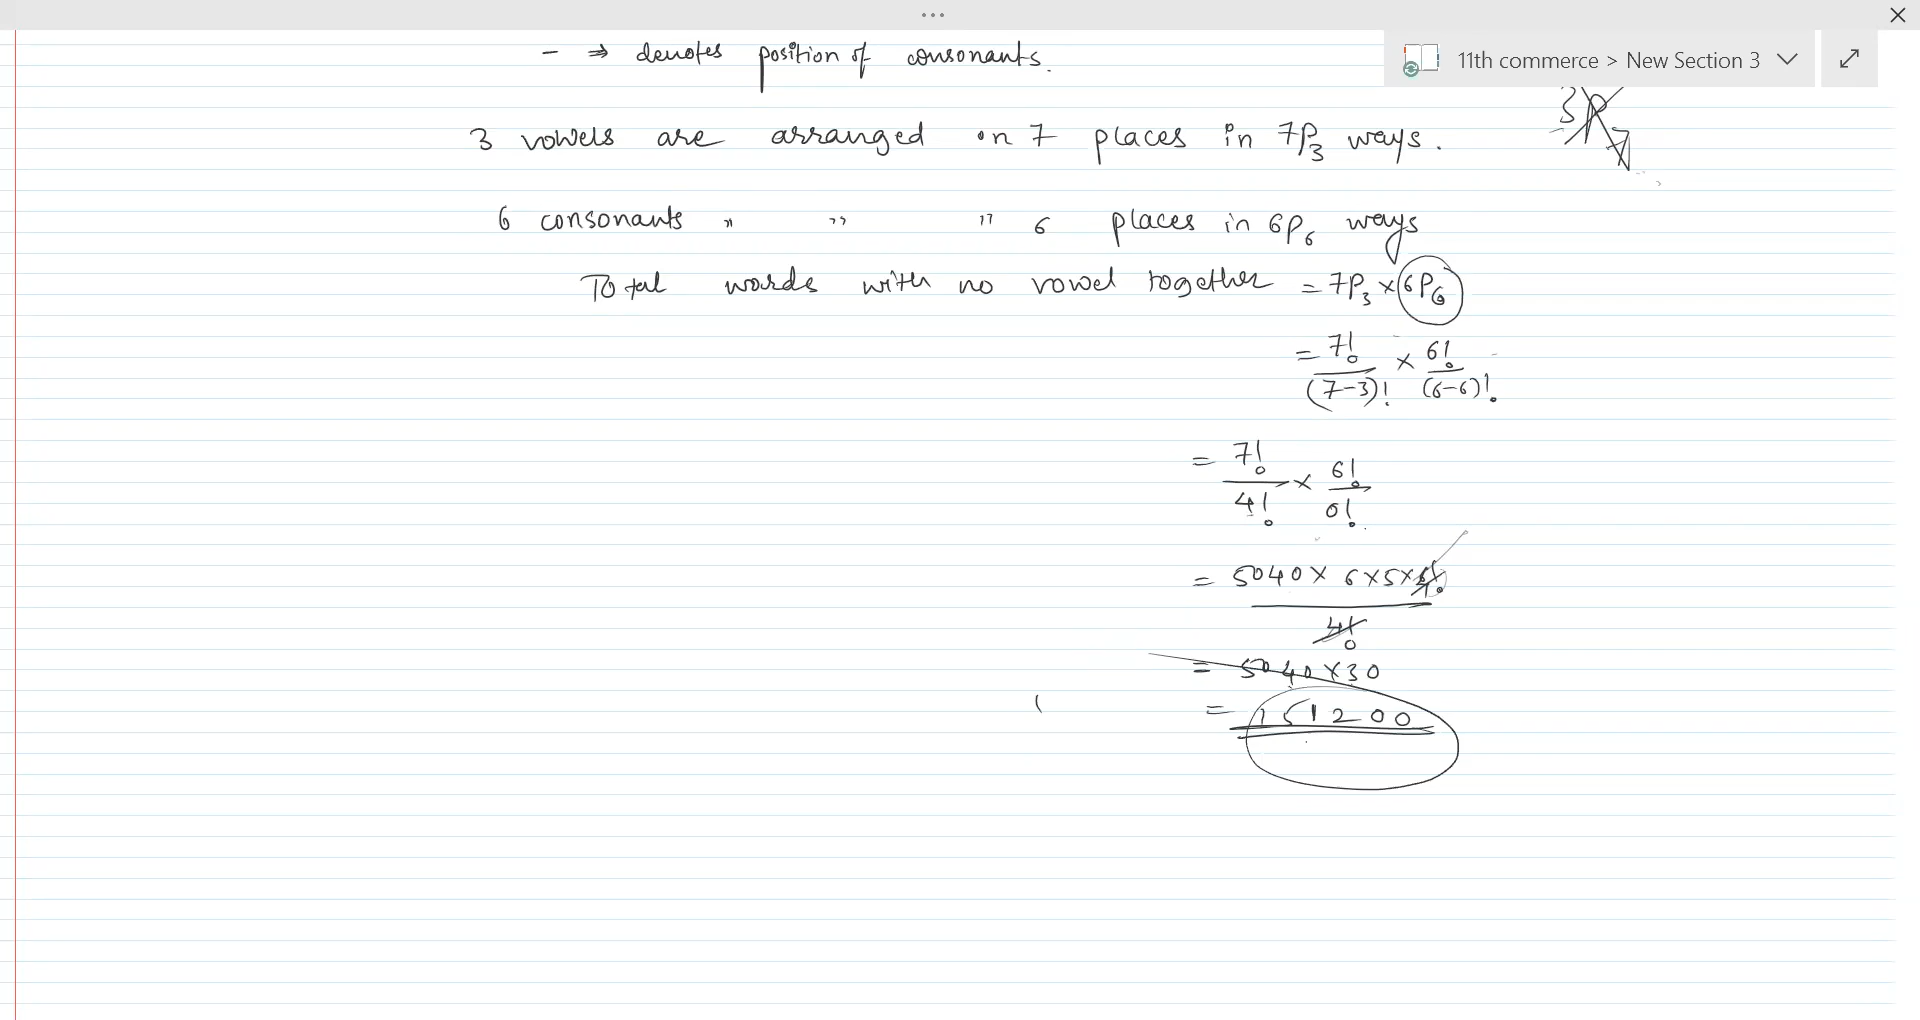 ...
– ⇒ denotes position of consonants.
11th commerce > New Section 3
3 vowels are arranged on 7 places in 7P₃ ways.
6 consonants " " " 6 places in 6P₆ ways
Total words with no vowel together = 7P₃ × 6P₆
= 7!/(7-3)! × 6!/(6-6)!
= 7!/4! × 6!/0!
= 5040 × 6×5×4!/4!
= 5040×30
= 151200